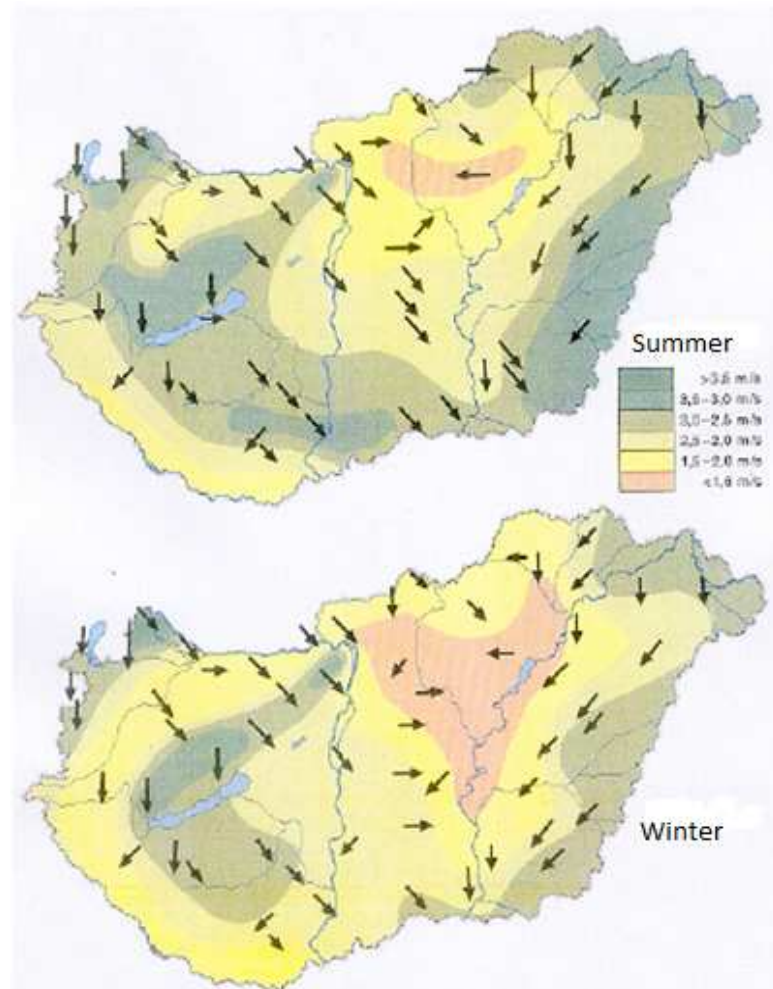 Summer
>3,5 m/s
3,5–3,0 m/s
3,0–2,5 m/s
2,5–2,0 m/s
1,5–2,0 m/s
<1,5 m/s
Winter